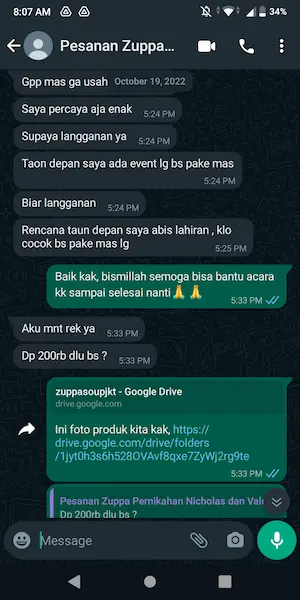 8:07 AM
34%
Pesanan Zuppa...
Gpp mas ga usah
October 19, 2022
Saya percaya aja enak
5:24 PM
Supaya langganan ya
5:24 PM
Taon depan saya ada event lg bs pake mas
5:24 PM
Biar langganan
5:24 PM
Rencana taun depan saya abis lahiran , klo
cocok bs pake mas lg
5:25 PM
Baik kak, bismillah semoga bisa bantu acara
kk sampai selesai nanti🙏 🙏
5:33 PM
Aku mnt rek ya
5:33 PM
Dp 200rb dlu bs ?
5:33 PM
zuppasoupjkt - Google Drive
drive.google.com
Ini foto produk kita kak, https://
drive.google.com/drive/folders
/1jyt0h3s6h528OVAvf8qxe7ZyWj2rg9te
5:33 PM
Pesanan Zuppa Pernikahan Nicholas dan Val
Dp 200rb dlu bs ?
Message